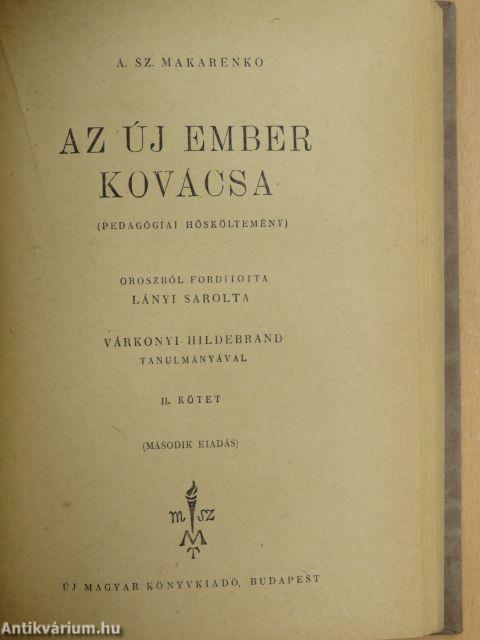 A. SZ. MAKARENKO
AZ ÚJ EMBER
KOVÁCSA
(PEDAGÓGIAI HŐSKÖLTEMÉNY)
OROSZBÓL FORDÍTOTTA
LÁNYI SAROLTA
VÁRKONYI HILDEBRAND
TANULMÁNYÁVAL
II. KÖTET
(MÁSODIK KIADÁS)
M SZ
M
T
ÚJ MAGYAR KÖNYVKIADÓ, BUDAPEST
Antikvárium.hu